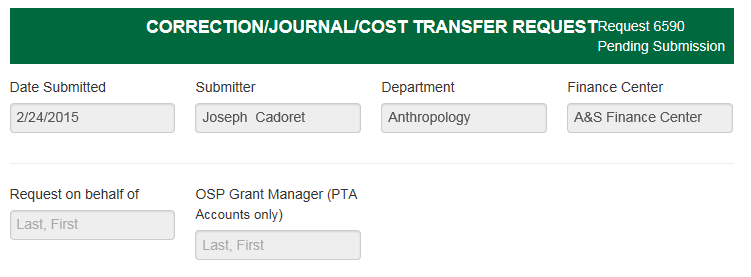 CORRECTION/JOURNAL/COST TRANSFER REQUEST Request 6590
Pending Submission
Date Submitted Submitter Department Finance Center
2/24/2015 Joseph  Cadoret Anthropology A&S Finance Center
Request on behalf of OSP Grant Manager (PTA
Accounts only)
Last, First
Last, First